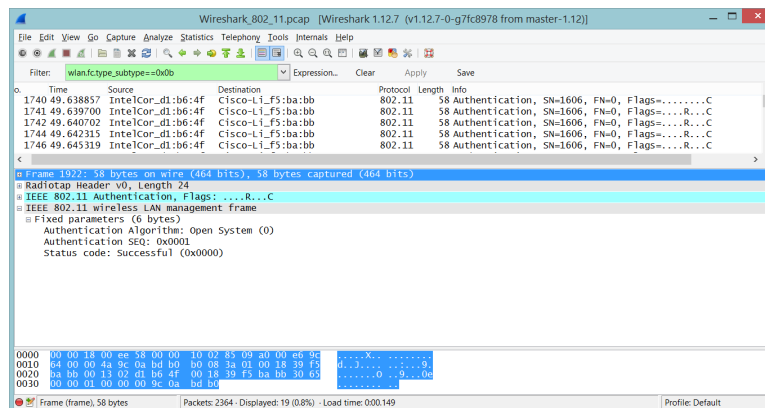 Wireshark_802_11.pcap [Wireshark 1.12.7 (v1.12.7-0-g7fc8978 from master-1.12)]
File Edit View Go Capture Analyze Statistics Telephony Tools Internals Help
Filter: wlan.fc.type_subtype==0x0b Expression... Clear Apply Save
o. Time Source Destination Protocol Length Info
1740 49.638857 IntelCor_d1:b6:4f Cisco-Li_f5:ba:bb 802.11 58 Authentication, SN=1606, FN=0, Flags=........C
1741 49.639700 IntelCor_d1:b6:4f Cisco-Li_f5:ba:bb 802.11 58 Authentication, SN=1606, FN=0, Flags=....R...C
1742 49.640702 IntelCor_d1:b6:4f Cisco-Li_f5:ba:bb 802.11 58 Authentication, SN=1606, FN=0, Flags=....R...C
1744 49.642315 IntelCor_d1:b6:4f Cisco-Li_f5:ba:bb 802.11 58 Authentication, SN=1606, FN=0, Flags=....R...C
1746 49.645319 IntelCor_d1:b6:4f Cisco-Li_f5:ba:bb 802.11 58 Authentication, SN=1606, FN=0, Flags=....R...C
Frame 1922: 58 bytes on wire (464 bits), 58 bytes captured (464 bits)
Radiotap Header v0, Length 24
IEEE 802.11 Authentication, Flags: ....R...C
IEEE 802.11 wireless LAN management frame
Fixed parameters (6 bytes)
Authentication Algorithm: Open System (0)
Authentication SEQ: 0x0001
Status code: Successful (0x0000)
0000 00 00 18 00 ee 58 00 00 10 02 85 09 a0 00 e6 9c .....X.. ........
0010 64 00 00 4a 9c 0a bd b0 b0 08 3a 01 00 18 39 f5 d..J.... ..:...9.
0020 ba bb 00 13 02 d1 b6 4f 00 18 39 f5 ba bb 30 65 .......O ..9...0e
0030 00 00 01 00 00 00 9c 0a bd b0 ........ ..
Frame (frame), 58 bytes Packets: 2364 · Displayed: 19 (0.8%) · Load time: 0:00.149 Profile: Default